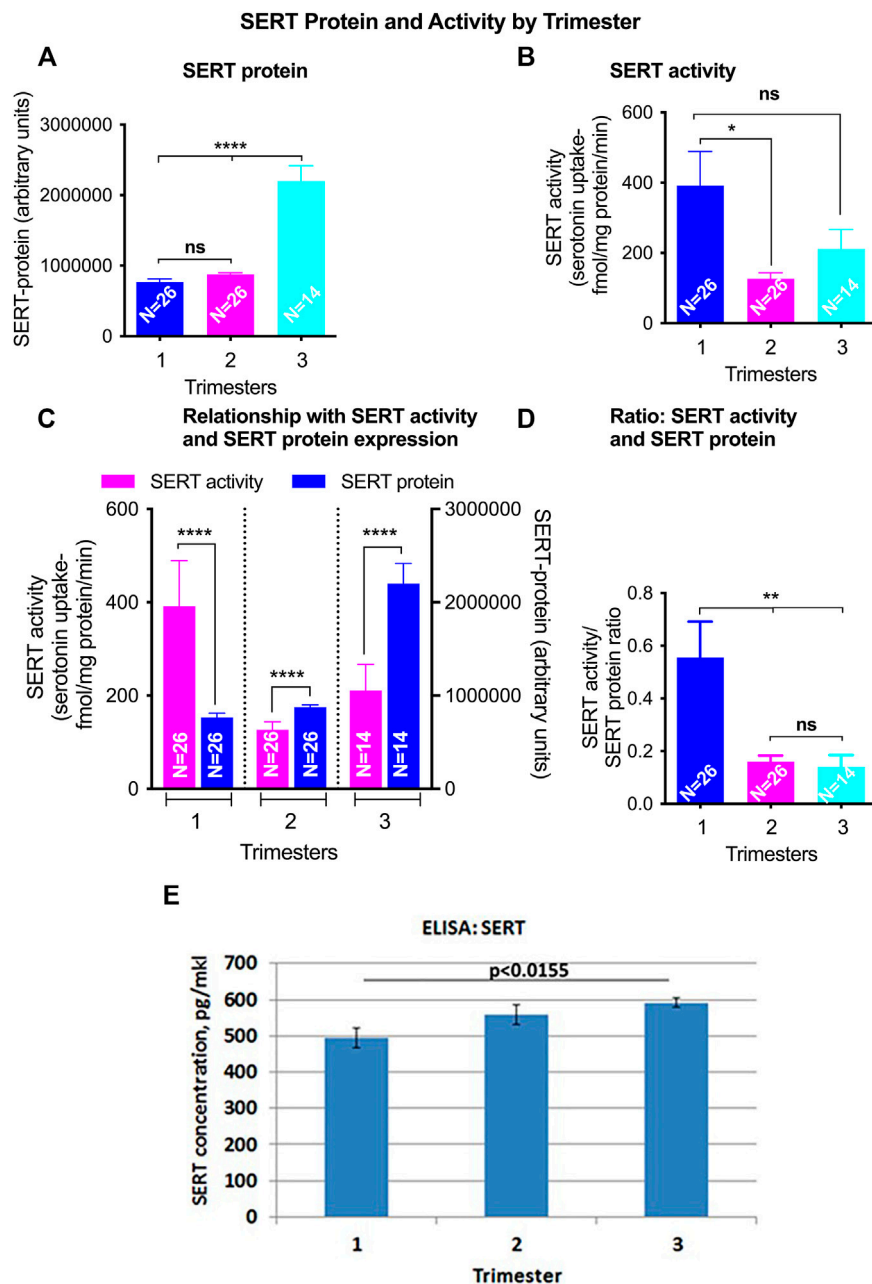 SERT Protein and Activity by Trimester
A
SERT protein
SERT-protein (arbitrary units)
3000000
2000000
1000000
0
****
ns
N=26
N=26
N=14
1
2
3
Trimesters
B
SERT activity
SERT activity
(serotonin uptake-
fmol/mg protein/min)
600
400
200
0
ns
*
N=26
N=26
N=14
1
2
3
Trimesters
C
Relationship with SERT activity
and SERT protein expression
SERT activity
SERT protein
SERT activity
(serotonin uptake-
fmol/mg protein/min)
600
400
200
0
****
****
****
N=26
N=26
N=26
N=26
N=14
N=14
3000000
2000000
1000000
0
SERT-protein (arbitrary units)
1
2
3
Trimesters
D
Ratio: SERT activity
and SERT protein
SERT activity/
SERT protein ratio
0.8
0.6
0.4
0.2
0.0
**
ns
N=26
N=26
N=14
1
2
3
Trimesters
E
ELISA: SERT
SERT concentration, pg/mkl
700
600
500
400
300
200
100
0
p<0.0155
1
2
3
Trimester